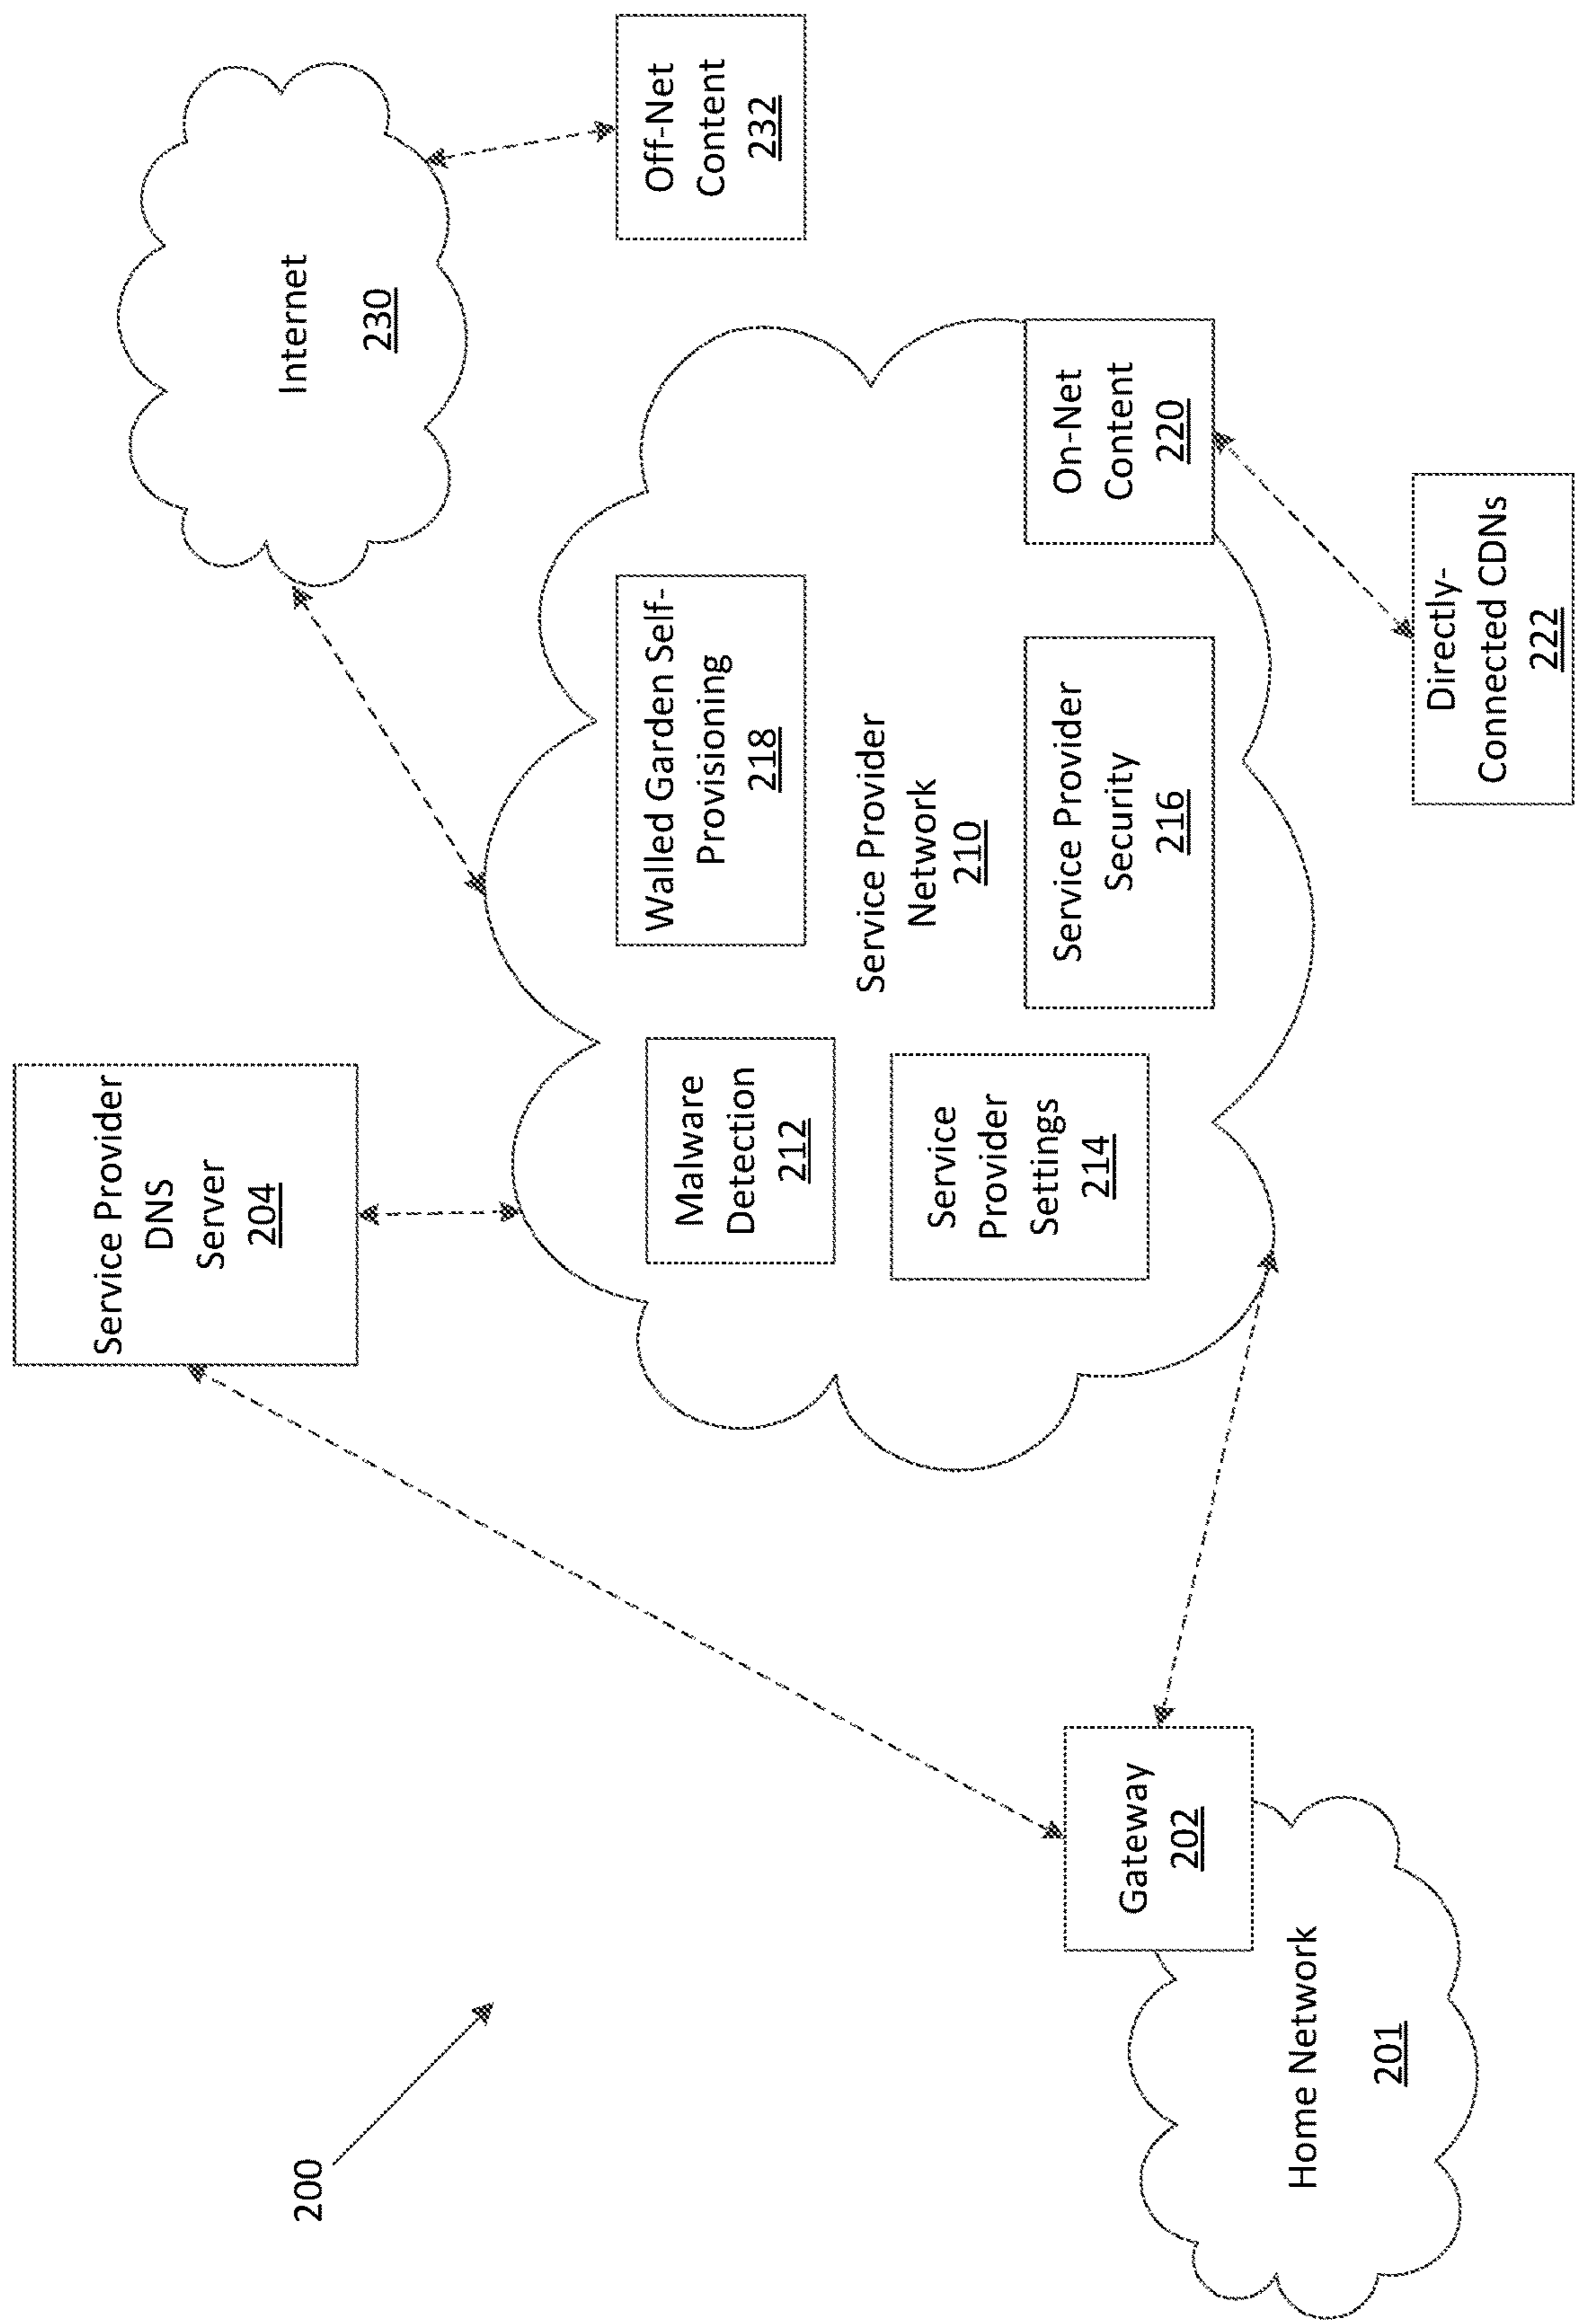 200
Service Provider
DNS
Server
204
Internet
230
Off-Net
Content
232
Malware
Detection
212
Walled Garden Self-
Provisioning
218
Service Provider
Network
210
Service
Provider
Settings
214
Service Provider
Security
216
On-Net
Content
220
Directly-
Connected CDNs
222
Gateway
202
Home Network
201